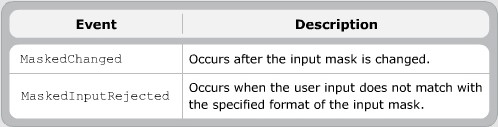 Event Description
MaskedChanged Occurs after the input mask is changed.
MaskedInputRejected Occurs when the user input does not match with
the specified format of the input mask.